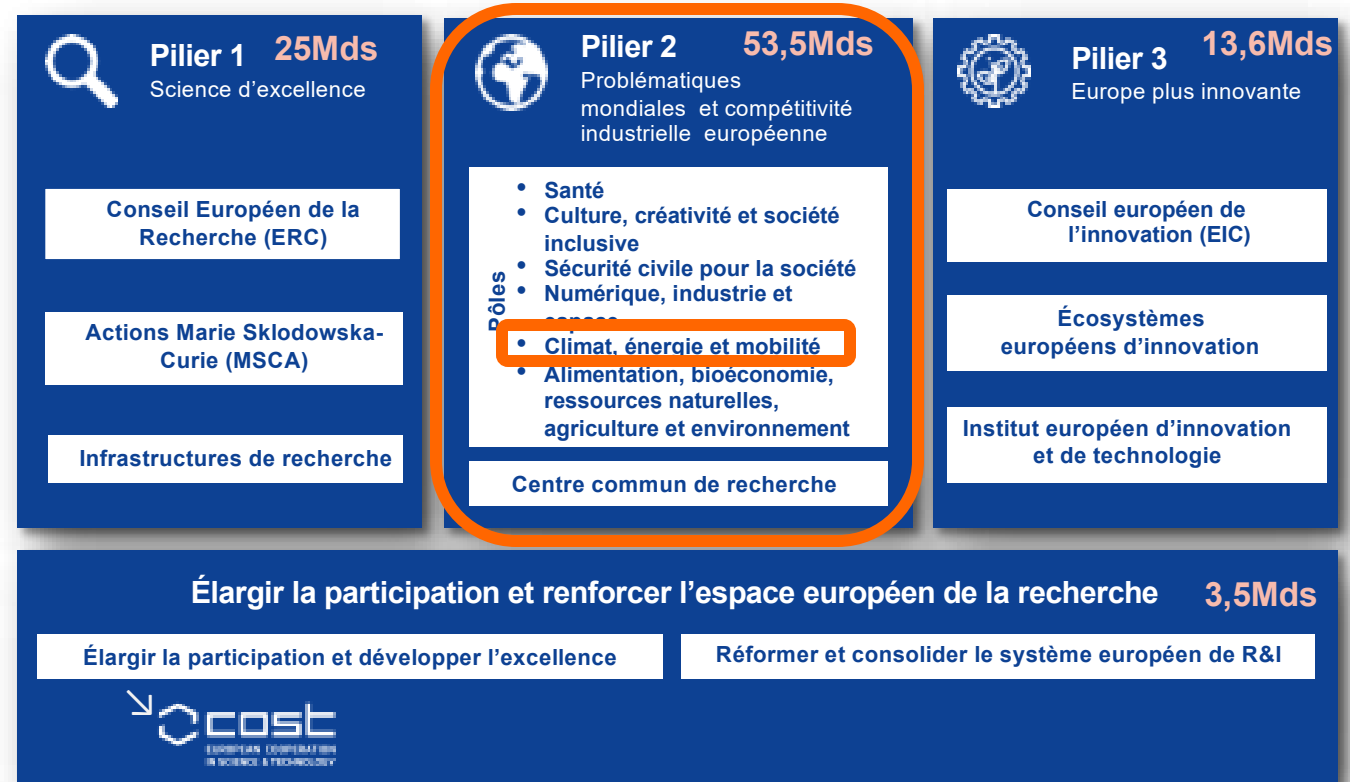 Pilier 1 25Mds
Science d’excellence
Conseil Européen de la
Recherche (ERC)
Actions Marie Sklodowska-
Curie (MSCA)
Infrastructures de recherche
Pilier 2 53,5Mds
Problématiques
mondiales et compétitivité
industrielle européenne
Pôles
• Santé
• Culture, créativité et société
inclusive
• Sécurité civile pour la société
• Numérique, industrie et
espace
• Climat, énergie et mobilité
• Alimentation, bioéconomie,
ressources naturelles,
agriculture et environnement
Centre commun de recherche
Pilier 3 13,6Mds
Europe plus innovante
Conseil européen de
l’innovation (EIC)
Écosystèmes
européens d’innovation
Institut européen d’innovation
et de technologie
Élargir la participation et renforcer l’espace européen de la recherche 3,5Mds
Élargir la participation et développer l’excellence
Réformer et consolider le système européen de R&I
cost
EUROPEAN COOPERATION
IN SCIENCE & TECHNOLOGY